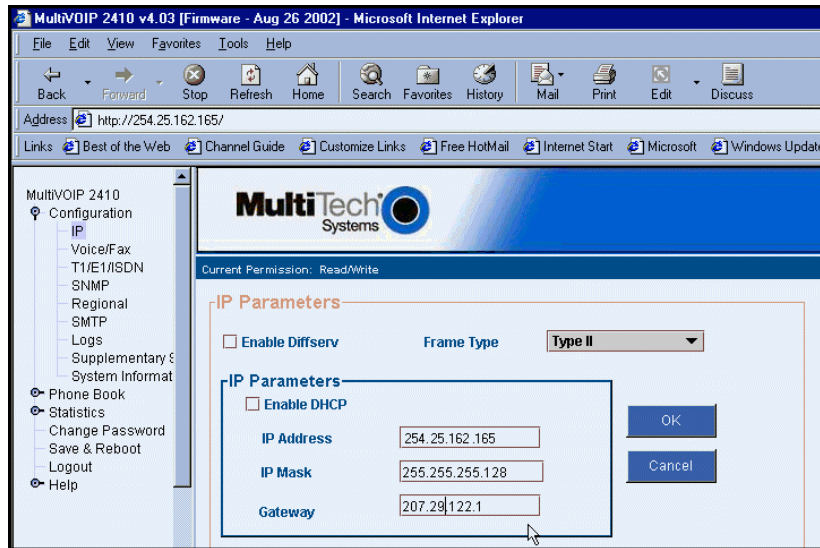 MultiVOIP 2410 v4.03 [Firmware - Aug 26 2002] - Microsoft Internet Explorer
File Edit View Favorites Tools Help
Back Forward Stop Refresh Home Search Favorites History Mail Print Edit Discuss
Address http://254.25.162.165/
Links Best of the Web Channel Guide Customize Links Free HotMail Internet Start Microsoft Windows Update
MultiVOIP 2410
Configuration
IP
Voice/Fax
T1/E1/ISDN
SNMP
Regional
SMTP
Logs
Supplementary S
System Informat
Phone Book
Statistics
Change Password
Save & Reboot
Logout
Help
MultiTech
Systems
Current Permission: Read/Write
IP Parameters
Enable Diffserv Frame Type Type II
IP Parameters
Enable DHCP
IP Address 254.25.162.165
IP Mask 255.255.255.128
Gateway 207.29.122.1
OK
Cancel